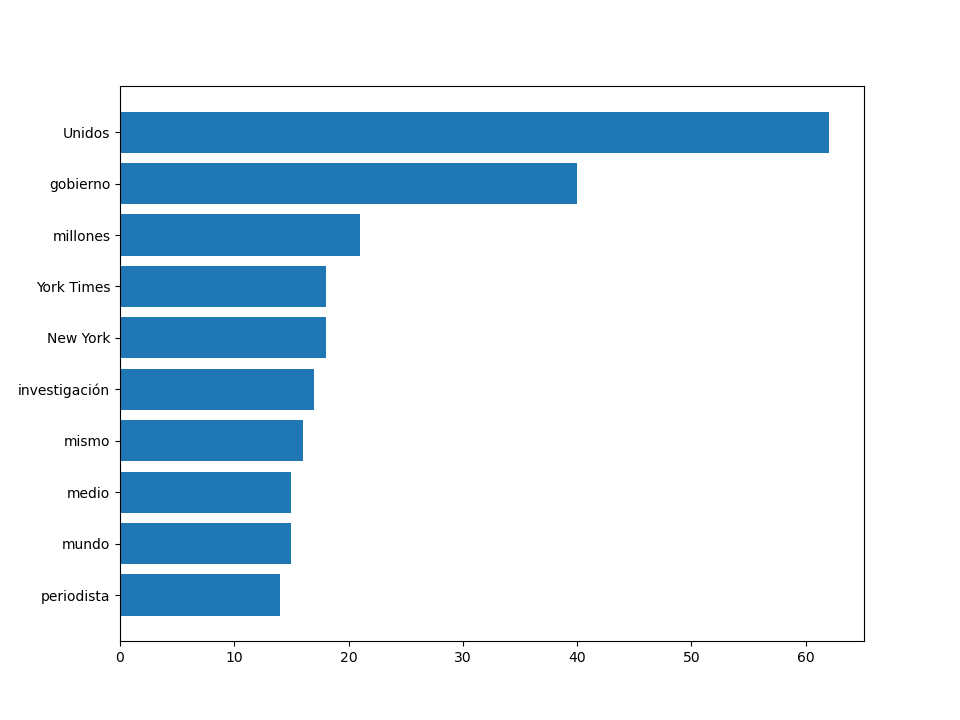 Unidos
gobierno
millones
York Times
New York
investigación
mismo
medio
mundo
periodista
0 10 20 30 40 50 60